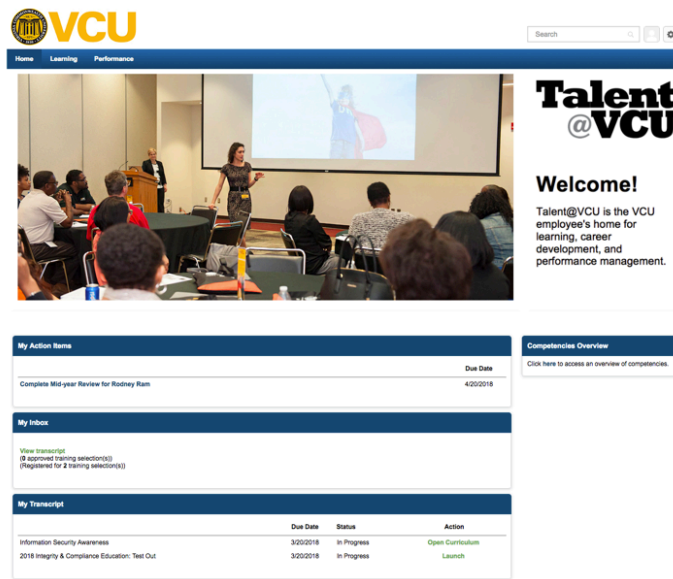 VCU
Search
Home Learning Performance
Talent
@VCU
Welcome!
Talent@VCU is the VCU
employee's home for
learning, career
development, and
performance management.
My Action Items
Due Date
Complete Mid-year Review for Rodney Ram 4/20/2018
Competencies Overview
Click here to access an overview of competencies.
My Inbox
View transcript
(0 approved training selection(s))
(Registered for 2 training selection(s))
My Transcript
Due Date Status Action
Information Security Awareness 3/20/2018 In Progress Open Curriculum
2018 Integrity & Compliance Education: Test Out 3/20/2018 In Progress Launch